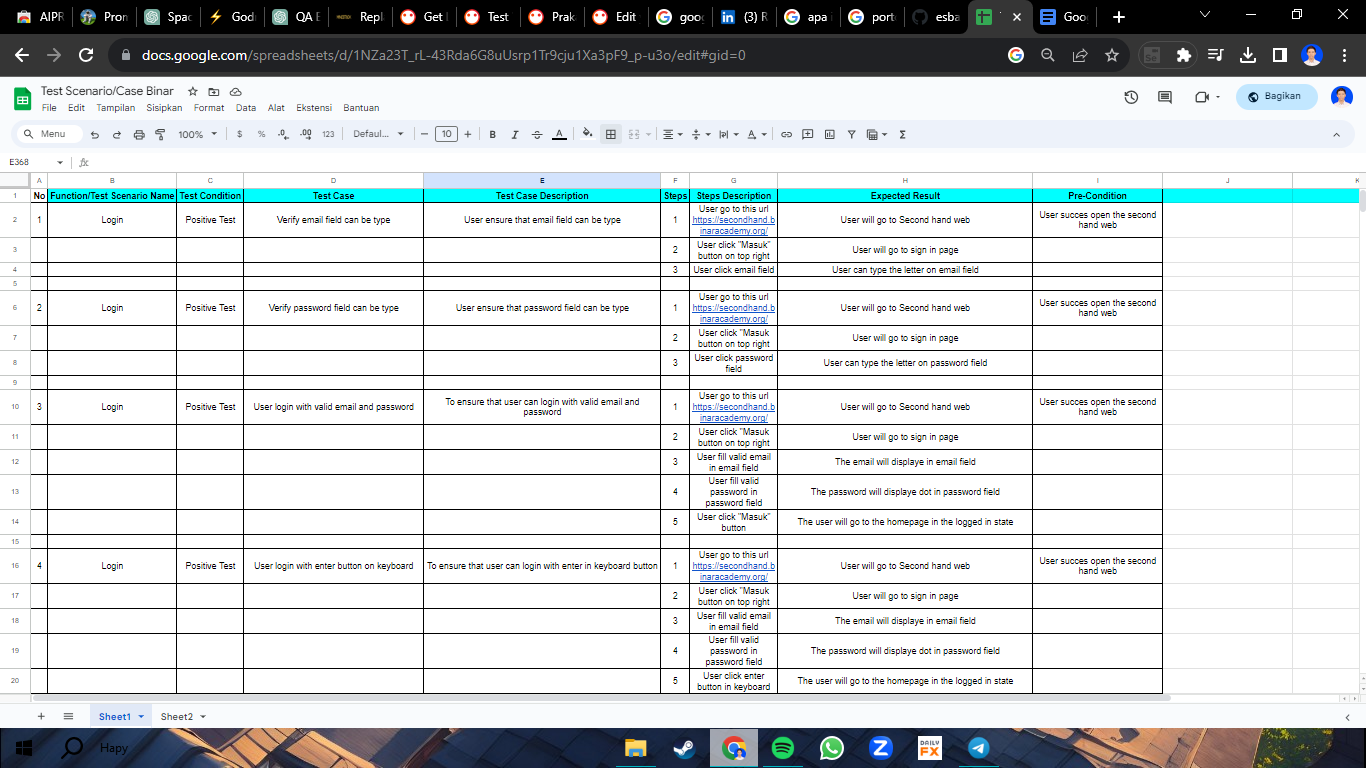 AIPR Pron Spac God QA E Repl Get Test Prak Edit goog (3) R apa port esba Goo
docs.google.com/spreadsheets/d/1NZa23T_rL-43Rda6G8uUsrp1Tr9cju1Xa3pF9_p-u3o/edit#gid=0
Test Scenario/Case Binar
File Edit Tampilan Sisipkan Format Data Alat Ekstensi Bantuan
Bagikan
Menu 100% $ % .0 .00 123 Defaul... 10 B I A
E368 fx
A B C D E F G H I J K
1 No Function/Test Scenario Name Test Condition Test Case Test Case Description Steps Steps Description Expected Result Pre-Condition
2 1 Login Positive Test Verify email field can be type User ensure that email field can be type 1 User go to this url https://secondhand.binaracademy.org/ User will go to Second hand web User succes open the second hand web
3 2 User click "Masuk" button on top right User will go to sign in page
4 3 User click email field User can type the letter on email field
5
6 2 Login Positive Test Verify password field can be type User ensure that password field can be type 1 User go to this url https://secondhand.binaracademy.org/ User will go to Second hand web User succes open the second hand web
7 2 User click "Masuk button on top right User will go to sign in page
8 3 User click password field User can type the letter on password field
9
10 3 Login Positive Test User login with valid email and password To ensure that user can login with valid email and password 1 User go to this url https://secondhand.binaracademy.org/ User will go to Second hand web User succes open the second hand web
11 2 User click "Masuk button on top right User will go to sign in page
12 3 User fill valid email in email field The email will displaye in email field
13 4 User fill valid password in password field The password will displaye dot in password field
14 5 User click "Masuk" button The user will go to the homepage in the logged in state
15
16 4 Login Positive Test User login with enter button on keyboard To ensure that user can login with enter in keyboard button 1 User go to this url https://secondhand.binaracademy.org/ User will go to Second hand web User succes open the second hand web
17 2 User click "Masuk button on top right User will go to sign in page
18 3 User fill valid email in email field The email will displaye in email field
19 4 User fill valid password in password field The password will displaye dot in password field
20 5 User click enter button in keyboard The user will go to the homepage in the logged in state
Sheet1 Sheet2
Hapy
DAILY
FX